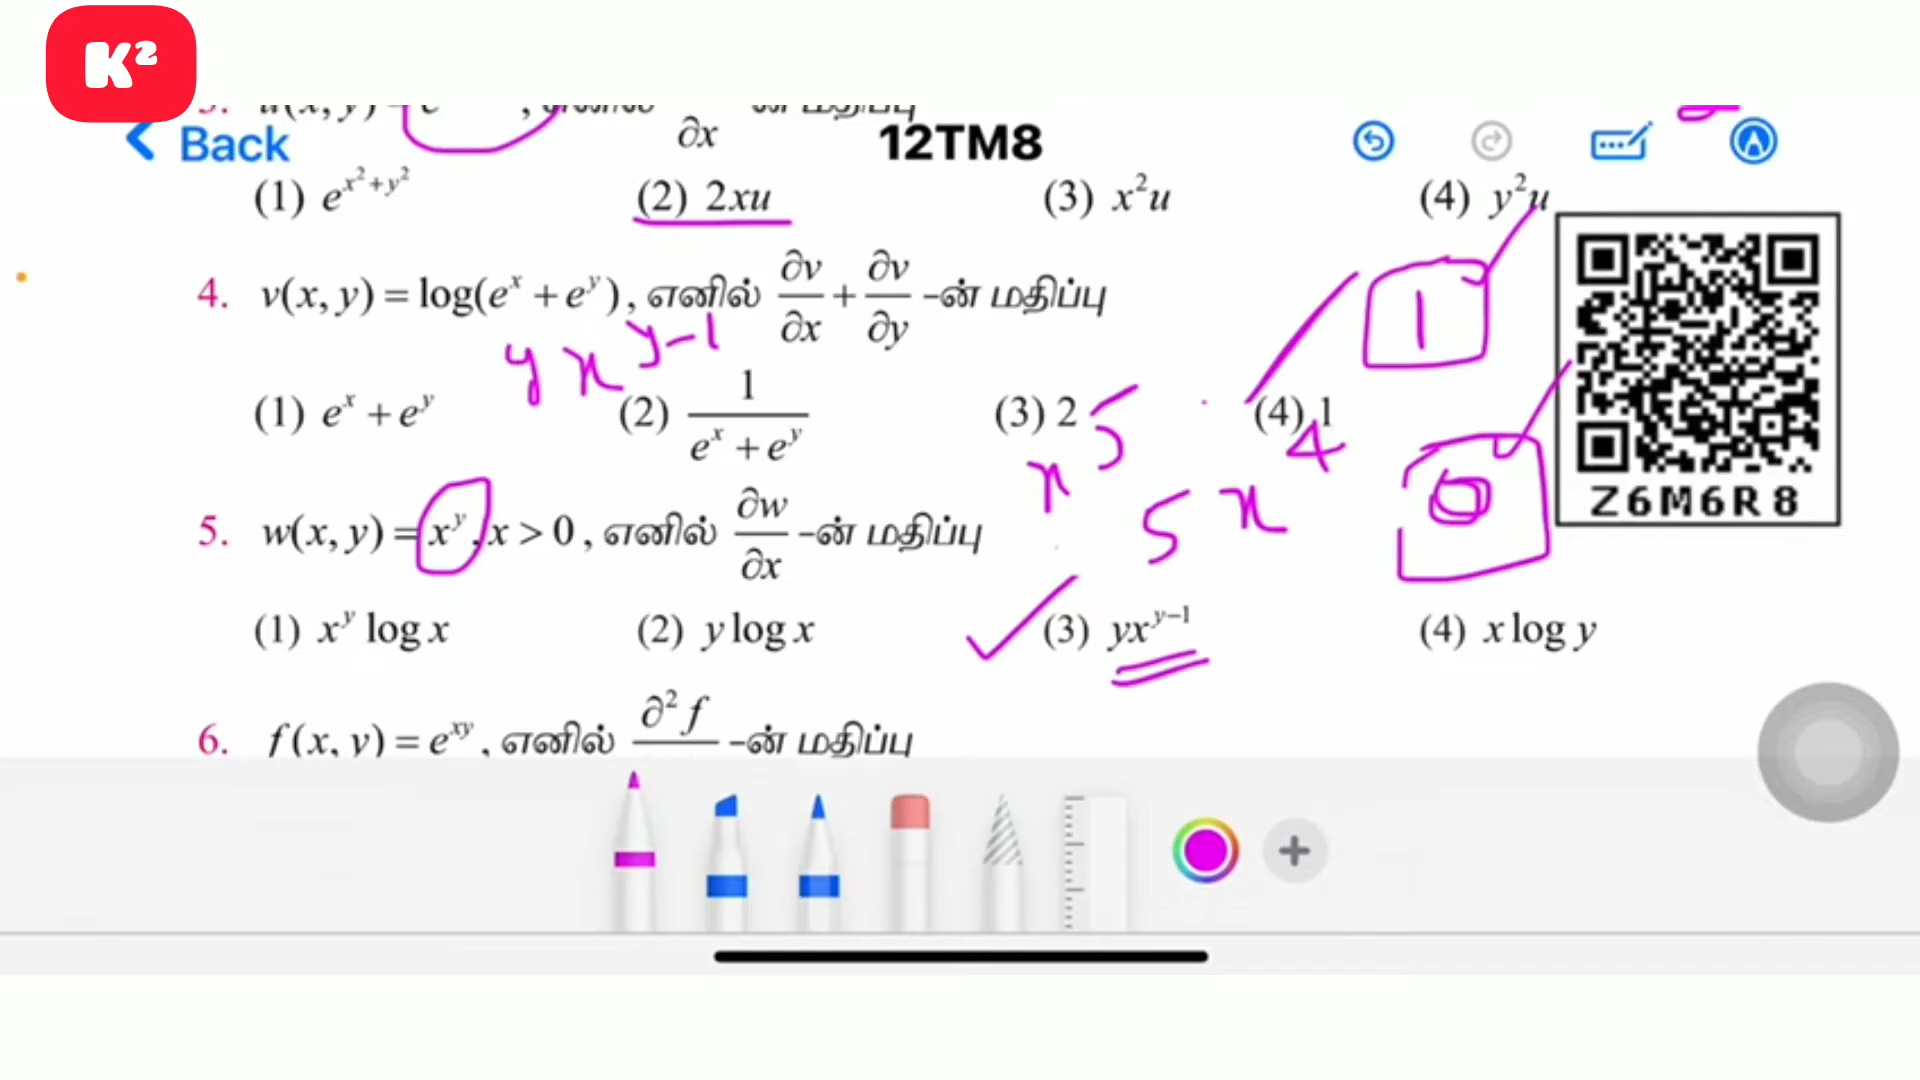 K²
Back
12TM8
∂x
(1) e^{x²+y²} (2) 2xu (3) x²u (4) y²u
4. v(x, y) = log(e^x + e^y), எனில் ∂v/∂x + ∂v/∂y –ன் மதிப்பு
1
y x^{y-1}
(1) e^x + e^y (2) 1/(e^x + e^y) (3) 2 (4) 1
x^5
5x^4
Z6M6R8
5. w(x, y) = x^y, x > 0, எனில் ∂w/∂x –ன் மதிப்பு
(1) x^y log x (2) y log x (3) yx^{y-1} (4) x log y
6. f(x, y) = e^{xy}, எனில் ∂²f –ன் மதிப்பு